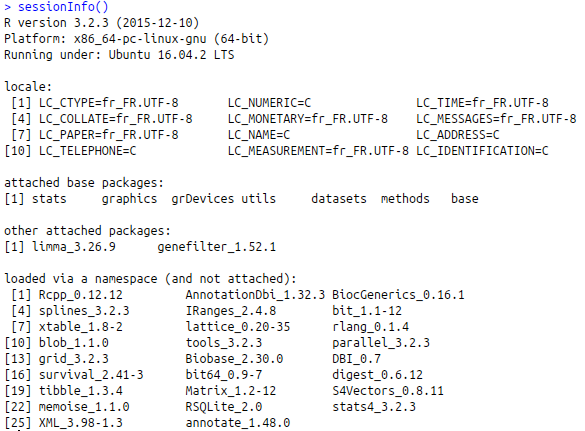 > sessionInfo()
R version 3.2.3 (2015-12-10)
Platform: x86_64-pc-linux-gnu (64-bit)
Running under: Ubuntu 16.04.2 LTS

locale:
 [1] LC_CTYPE=fr_FR.UTF-8       LC_NUMERIC=C               LC_TIME=fr_FR.UTF-8
 [4] LC_COLLATE=fr_FR.UTF-8     LC_MONETARY=fr_FR.UTF-8    LC_MESSAGES=fr_FR.UTF-8
 [7] LC_PAPER=fr_FR.UTF-8       LC_NAME=C                  LC_ADDRESS=C
[10] LC_TELEPHONE=C             LC_MEASUREMENT=fr_FR.UTF-8 LC_IDENTIFICATION=C

attached base packages:
[1] stats     graphics  grDevices utils     datasets  methods   base

other attached packages:
[1] limma_3.26.9      genefilter_1.52.1

loaded via a namespace (and not attached):
 [1] Rcpp_0.12.12         AnnotationDbi_1.32.3 BiocGenerics_0.16.1
 [4] splines_3.2.3        IRanges_2.4.8        bit_1.1-12
 [7] xtable_1.8-2         lattice_0.20-35      rlang_0.1.4
[10] blob_1.1.0           tools_3.2.3          parallel_3.2.3
[13] grid_3.2.3           Biobase_2.30.0       DBI_0.7
[16] survival_2.41-3      bit64_0.9-7          digest_0.6.12
[19] tibble_1.3.4         Matrix_1.2-12        S4Vectors_0.8.11
[22] memoise_1.1.0        RSQLite_2.0          stats4_3.2.3
[25] XML_3.98-1.3         annotate_1.48.0